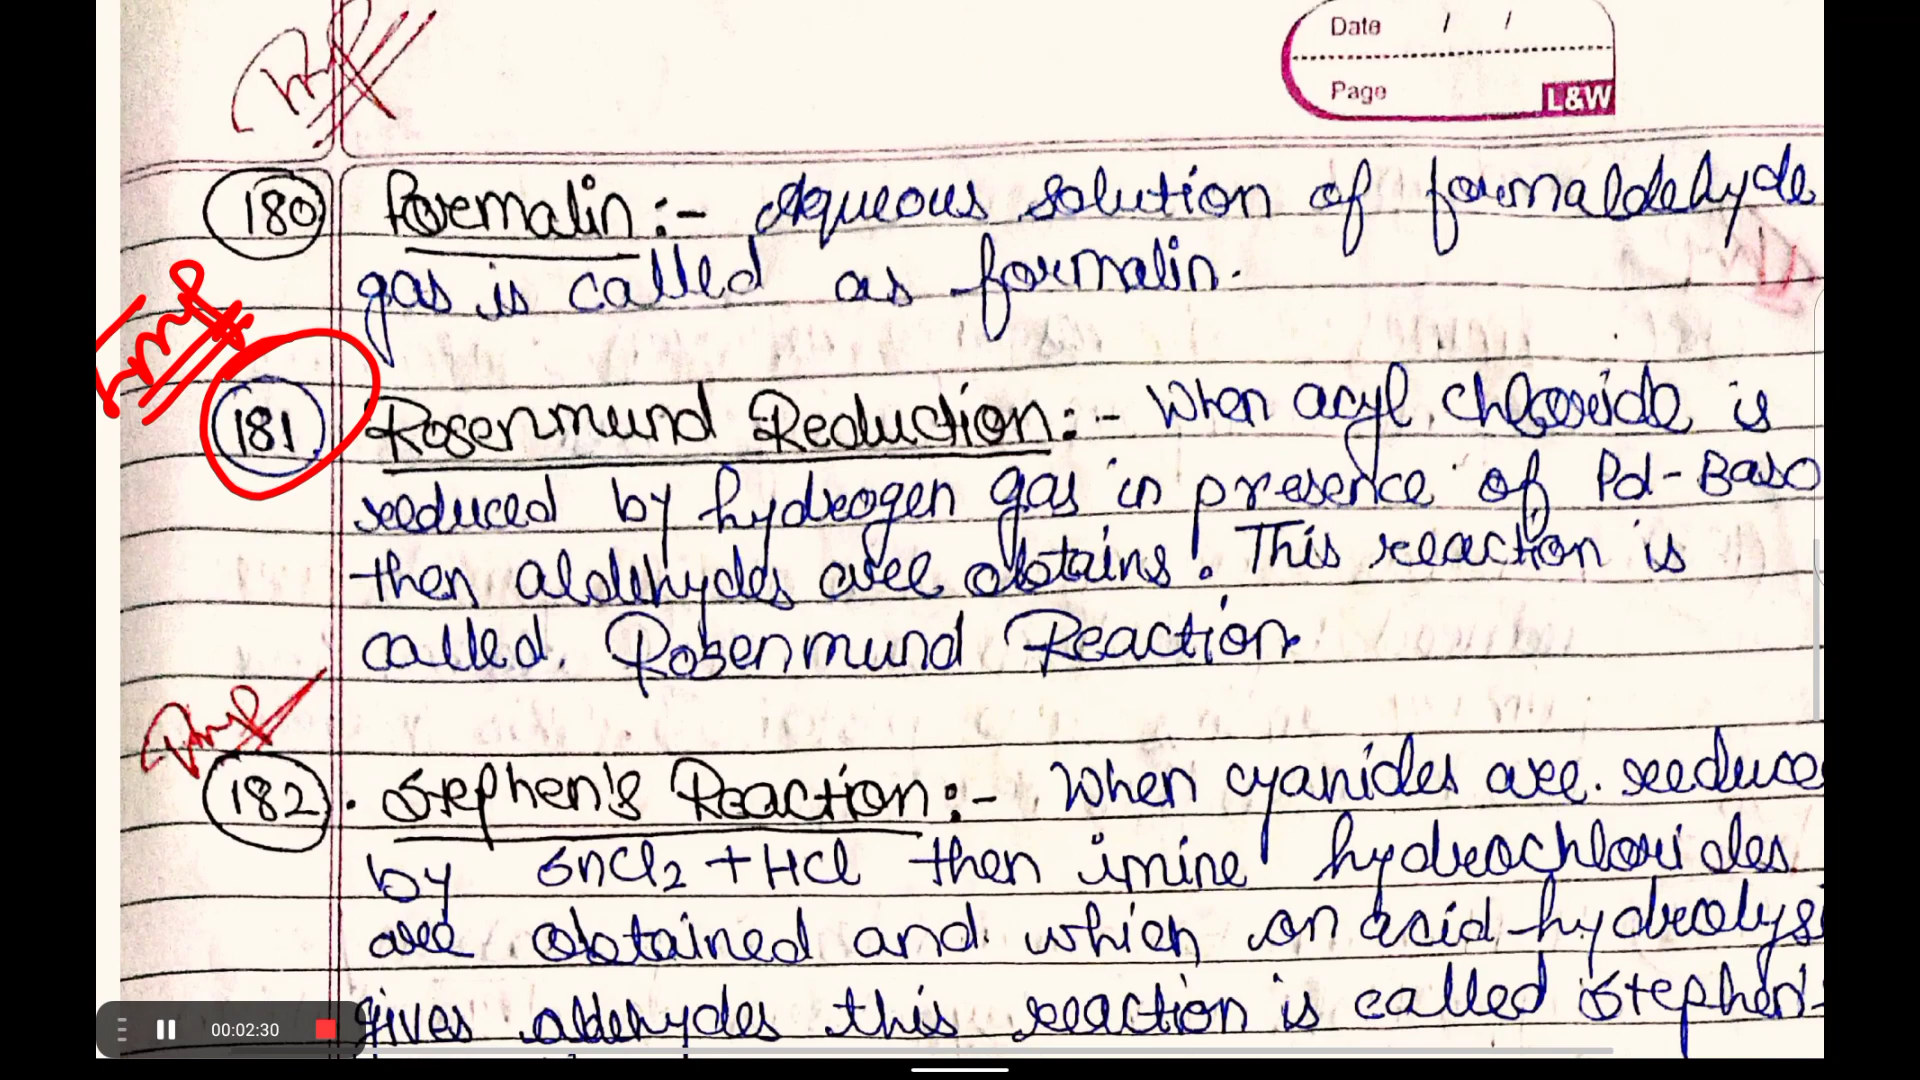 Imp
Date / /
Page
L&W
180 Formalin :- Aqueous solution of formaldehyde
gas is called as formalin.
Imp
181 Rosenmund Reduction :- When acyl chloride is
reduced by hydrogen gas in presence of Pd-BaSO
then aldehydes are obtains. This reaction is
called Rosenmund Reaction.
Imp
182. Stephen's Reaction :- When cyanides are reduce
by SnCl₂ + HCl then imine hydrochlorides
are obtained and which on acid hydrolysi
gives aldehydes this reaction is called Stephen-
00:02:30